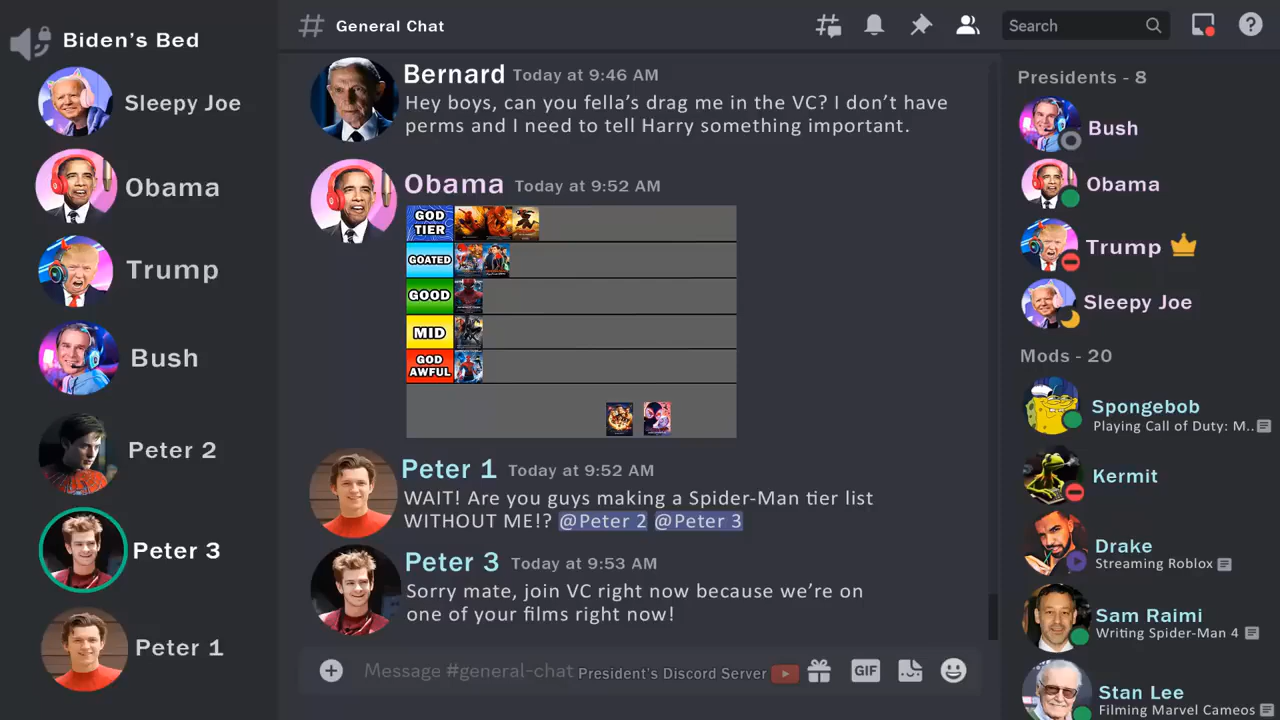 Biden's Bed
Sleepy Joe
Obama
Trump
Bush
Peter 2
Peter 3
Peter 1
# General Chat
Search
Bernard Today at 9:46 AM
Hey boys, can you fella's drag me in the VC? I don't have
perms and I need to tell Harry something important.
Obama Today at 9:52 AM
GOD
TIER
GOATED
GOOD
MID
GOD
AWFUL
Peter 1 Today at 9:52 AM
WAIT! Are you guys making a Spider-Man tier list
WITHOUT ME!? @Peter 2 @Peter 3
Peter 3 Today at 9:53 AM
Sorry mate, join VC right now because we're on
one of your films right now!
Message #general-chat President's Discord Server
GIF
Presidents - 8
Bush
Obama
Trump
Sleepy Joe
Mods - 20
Spongebob
Playing Call of Duty: M..
Kermit
Drake
Streaming Roblox
Sam Raimi
Writing Spider-Man 4
Stan Lee
Filming Marvel Cameos